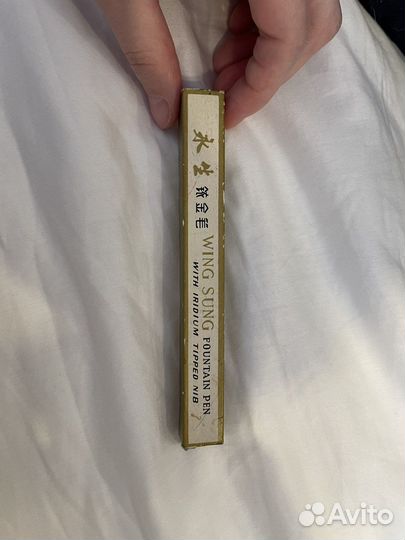 永生
铱金笔
WING SUNG FOUNTAIN PEN
WITH IRIDIUM TIPPED NIB
Avito